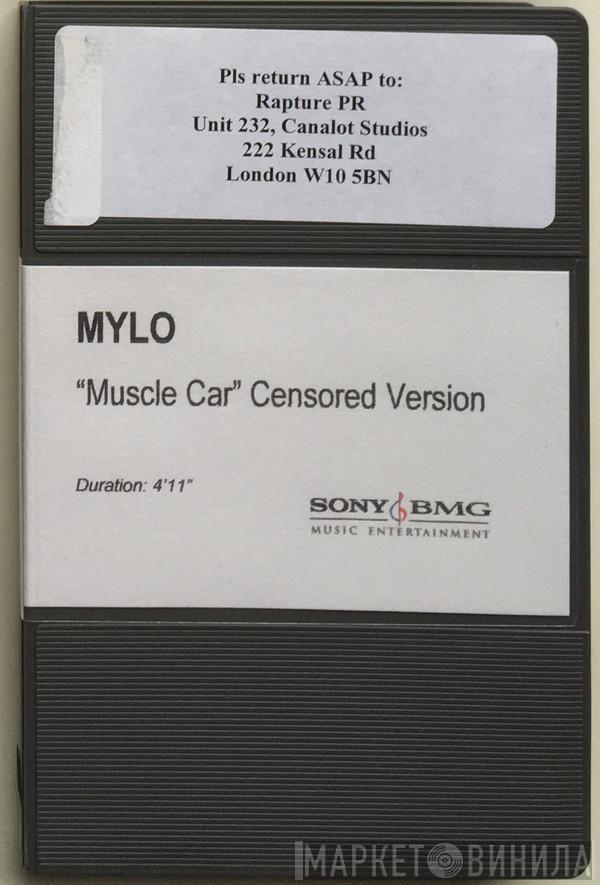 Pls return ASAP to:
Rapture PR
Unit 232, Canalot Studios
222 Kensal Rd
London W10 5BN
MYLO
“Muscle Car” Censored Version
Duration: 4’11”
SONY BMG
MUSIC ENTERTAINMENT
МАРКЕТ ВИНИЛА